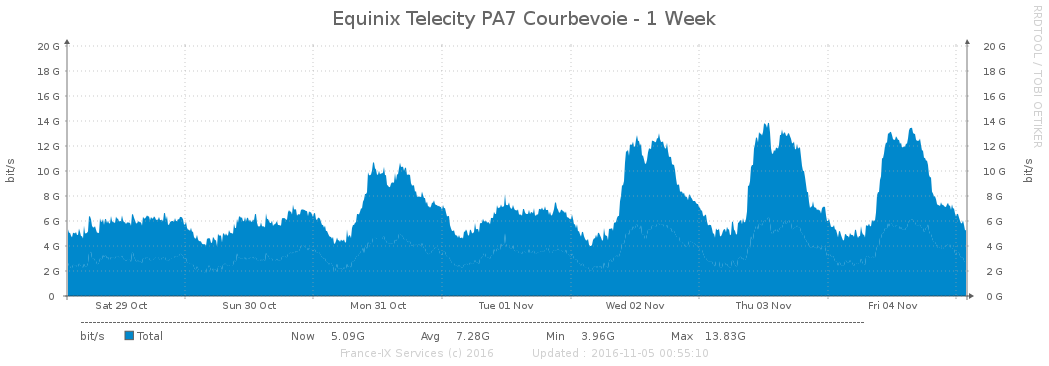 Equinix Telecity PA7 Courbevoie - 1 Week
RRDTOOL / TOBI OETIKER
20 G 20 G
18 G 18 G
16 G 16 G
14 G 14 G
12 G 12 G
10 G 10 G
8 G 8 G
6 G 6 G
4 G 4 G
2 G 2 G
0 0 G
bit/s
bit/s
Sat 29 Oct Sun 30 Oct Mon 31 Oct Tue 01 Nov Wed 02 Nov Thu 03 Nov Fri 04 Nov
bit/s Total Now 5.09G Avg 7.28G Min 3.96G Max 13.83G
France-IX Services (c) 2016 Updated : 2016-11-05 00:55:10